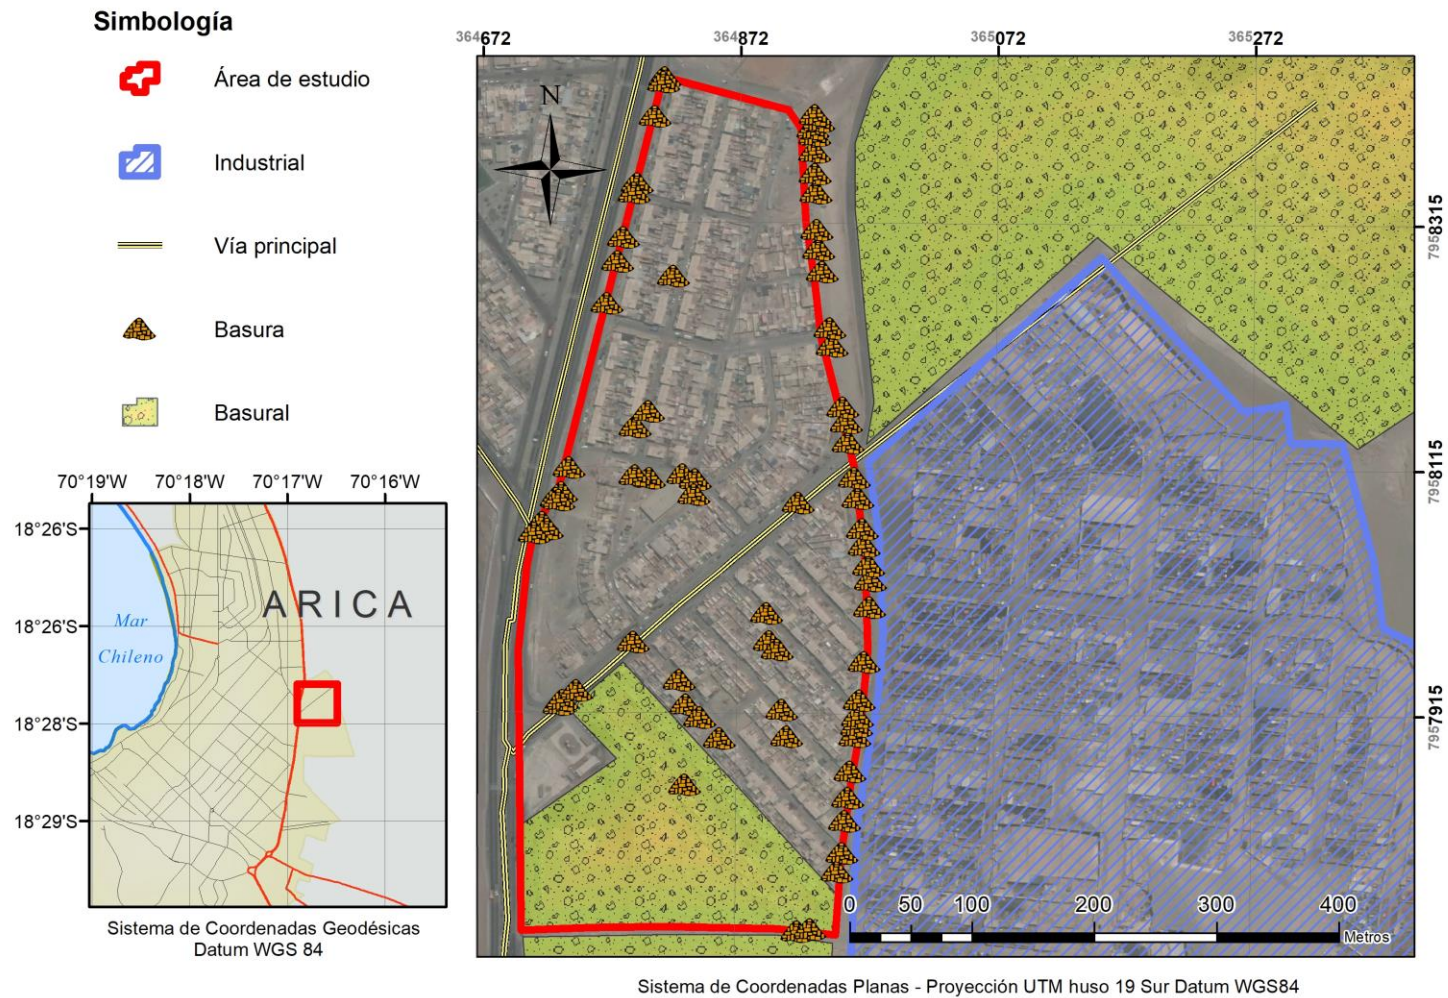 Simbología
Área de estudio
Industrial
Vía principal
Basura
Basural
70°19'W 70°18'W 70°17'W 70°16'W
18°26'S
18°26'S
18°28'S
18°29'S
ARICA
Mar
Chileno
Sistema de Coordenadas Geodésicas
Datum WGS 84
364672 364872 365072 365272
N
7958315
7958115
7957915
0 50 100 200 300 400
Metros
Sistema de Coordenadas Planas - Proyección UTM huso 19 Sur Datum WGS84